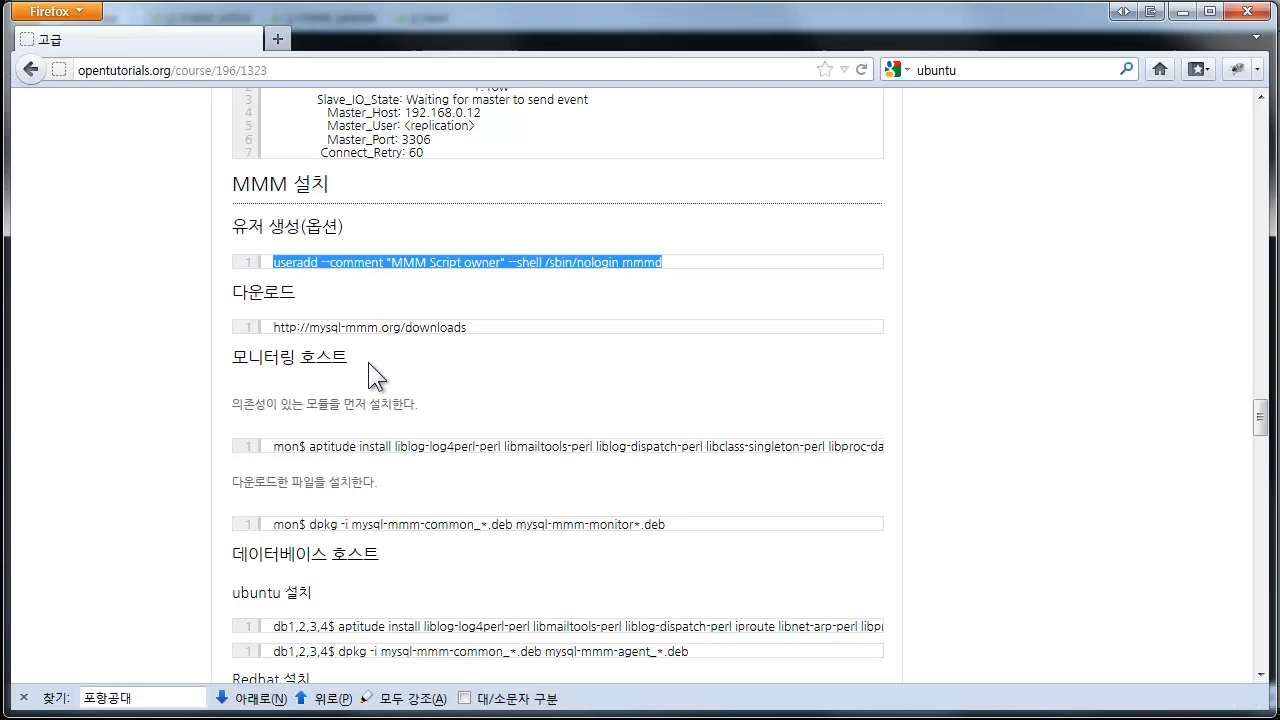 Firefox
고급
opentutorials.org/course/196/1323
ubuntu
3 Slave_IO_State: Waiting for master to send event
4 Master_Host: 192.168.0.12
5 Master_User: <replication>
6 Master_Port: 3306
7 Connect_Retry: 60
MMM 설치
유저 생성(옵션)
1 useradd --comment "MMM Script owner" --shell /sbin/nologin mmmd
다운로드
1 http://mysql-mmm.org/downloads
모니터링 호스트
의존성이 있는 모듈을 먼저 설치한다.
1 mon$ aptitude install liblog-log4perl-perl libmailtools-perl liblog-dispatch-perl libclass-singleton-perl libproc-da
다운로드한 파일을 설치한다.
1 mon$ dpkg -i mysql-mmm-common_*.deb mysql-mmm-monitor*.deb
데이터베이스 호스트
ubuntu 설치
1 db1,2,3,4$ aptitude install liblog-log4perl-perl libmailtools-perl liblog-dispatch-perl iproute libnet-arp-perl libp
1 db1,2,3,4$ dpkg -i mysql-mmm-common_*.deb mysql-mmm-agent_*.deb
Redhat 설치
찾기: 포항공대 아래로(N) 위로(P) 모두 강조(A) 대/소문자 구분